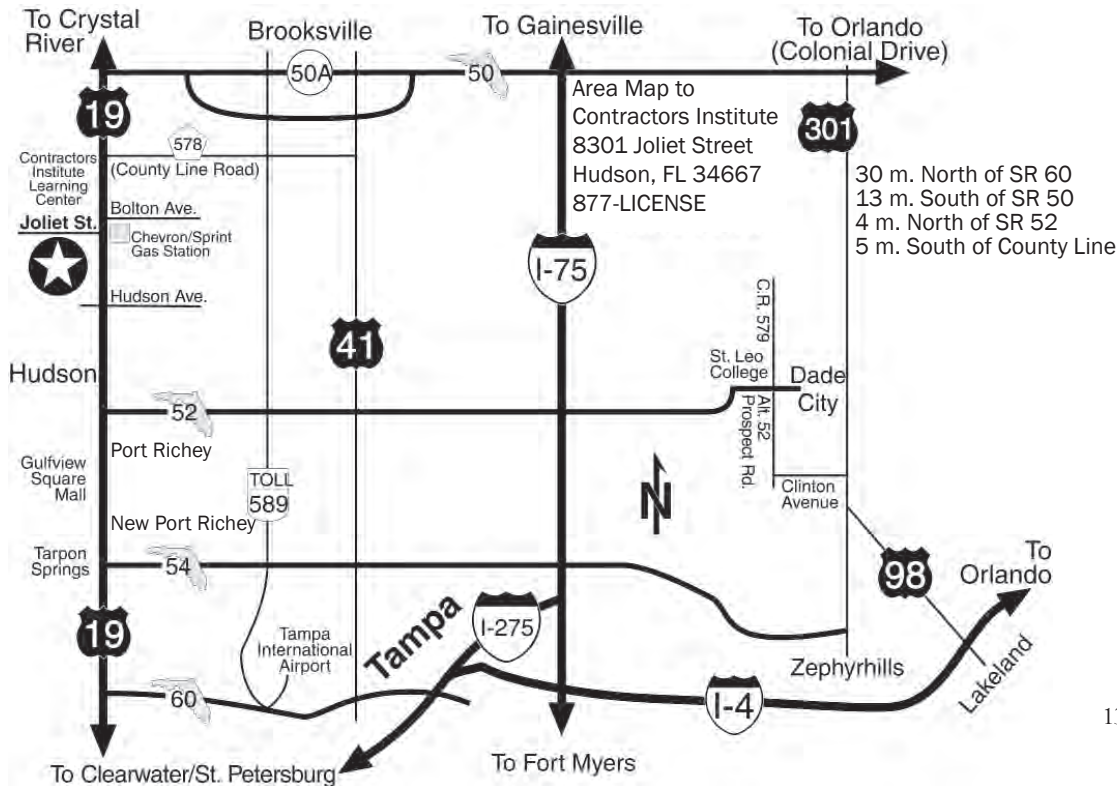 To Crystal
River
Brooksville
To Gainesville
To Orlando
(Colonial Drive)
50A
50
19
301
Area Map to
Contractors Institute
8301 Joliet Street
Hudson, FL 34667
877-LICENSE
578
(County Line Road)
Contractors
Institute
Learning
Center
Bolton Ave.
Joliet St.
Chevron/Sprint
Gas Station
Hudson Ave.
30 m. North of SR 60
13 m. South of SR 50
4 m. North of SR 52
5 m. South of County Line
I-75
41
C.R. 579
St. Leo
College
Dade
City
Alt. 52
Prospect Rd.
Hudson
52
Port Richey
Gulfview
Square
Mall
TOLL
589
N
Clinton
Avenue
New Port Richey
Tarpon
Springs
54
98
To
Orlando
19
Tampa
I-275
Tampa
International
Airport
Zephyrhills
Lakeland
60
I-4
To Clearwater/St. Petersburg
To Fort Myers